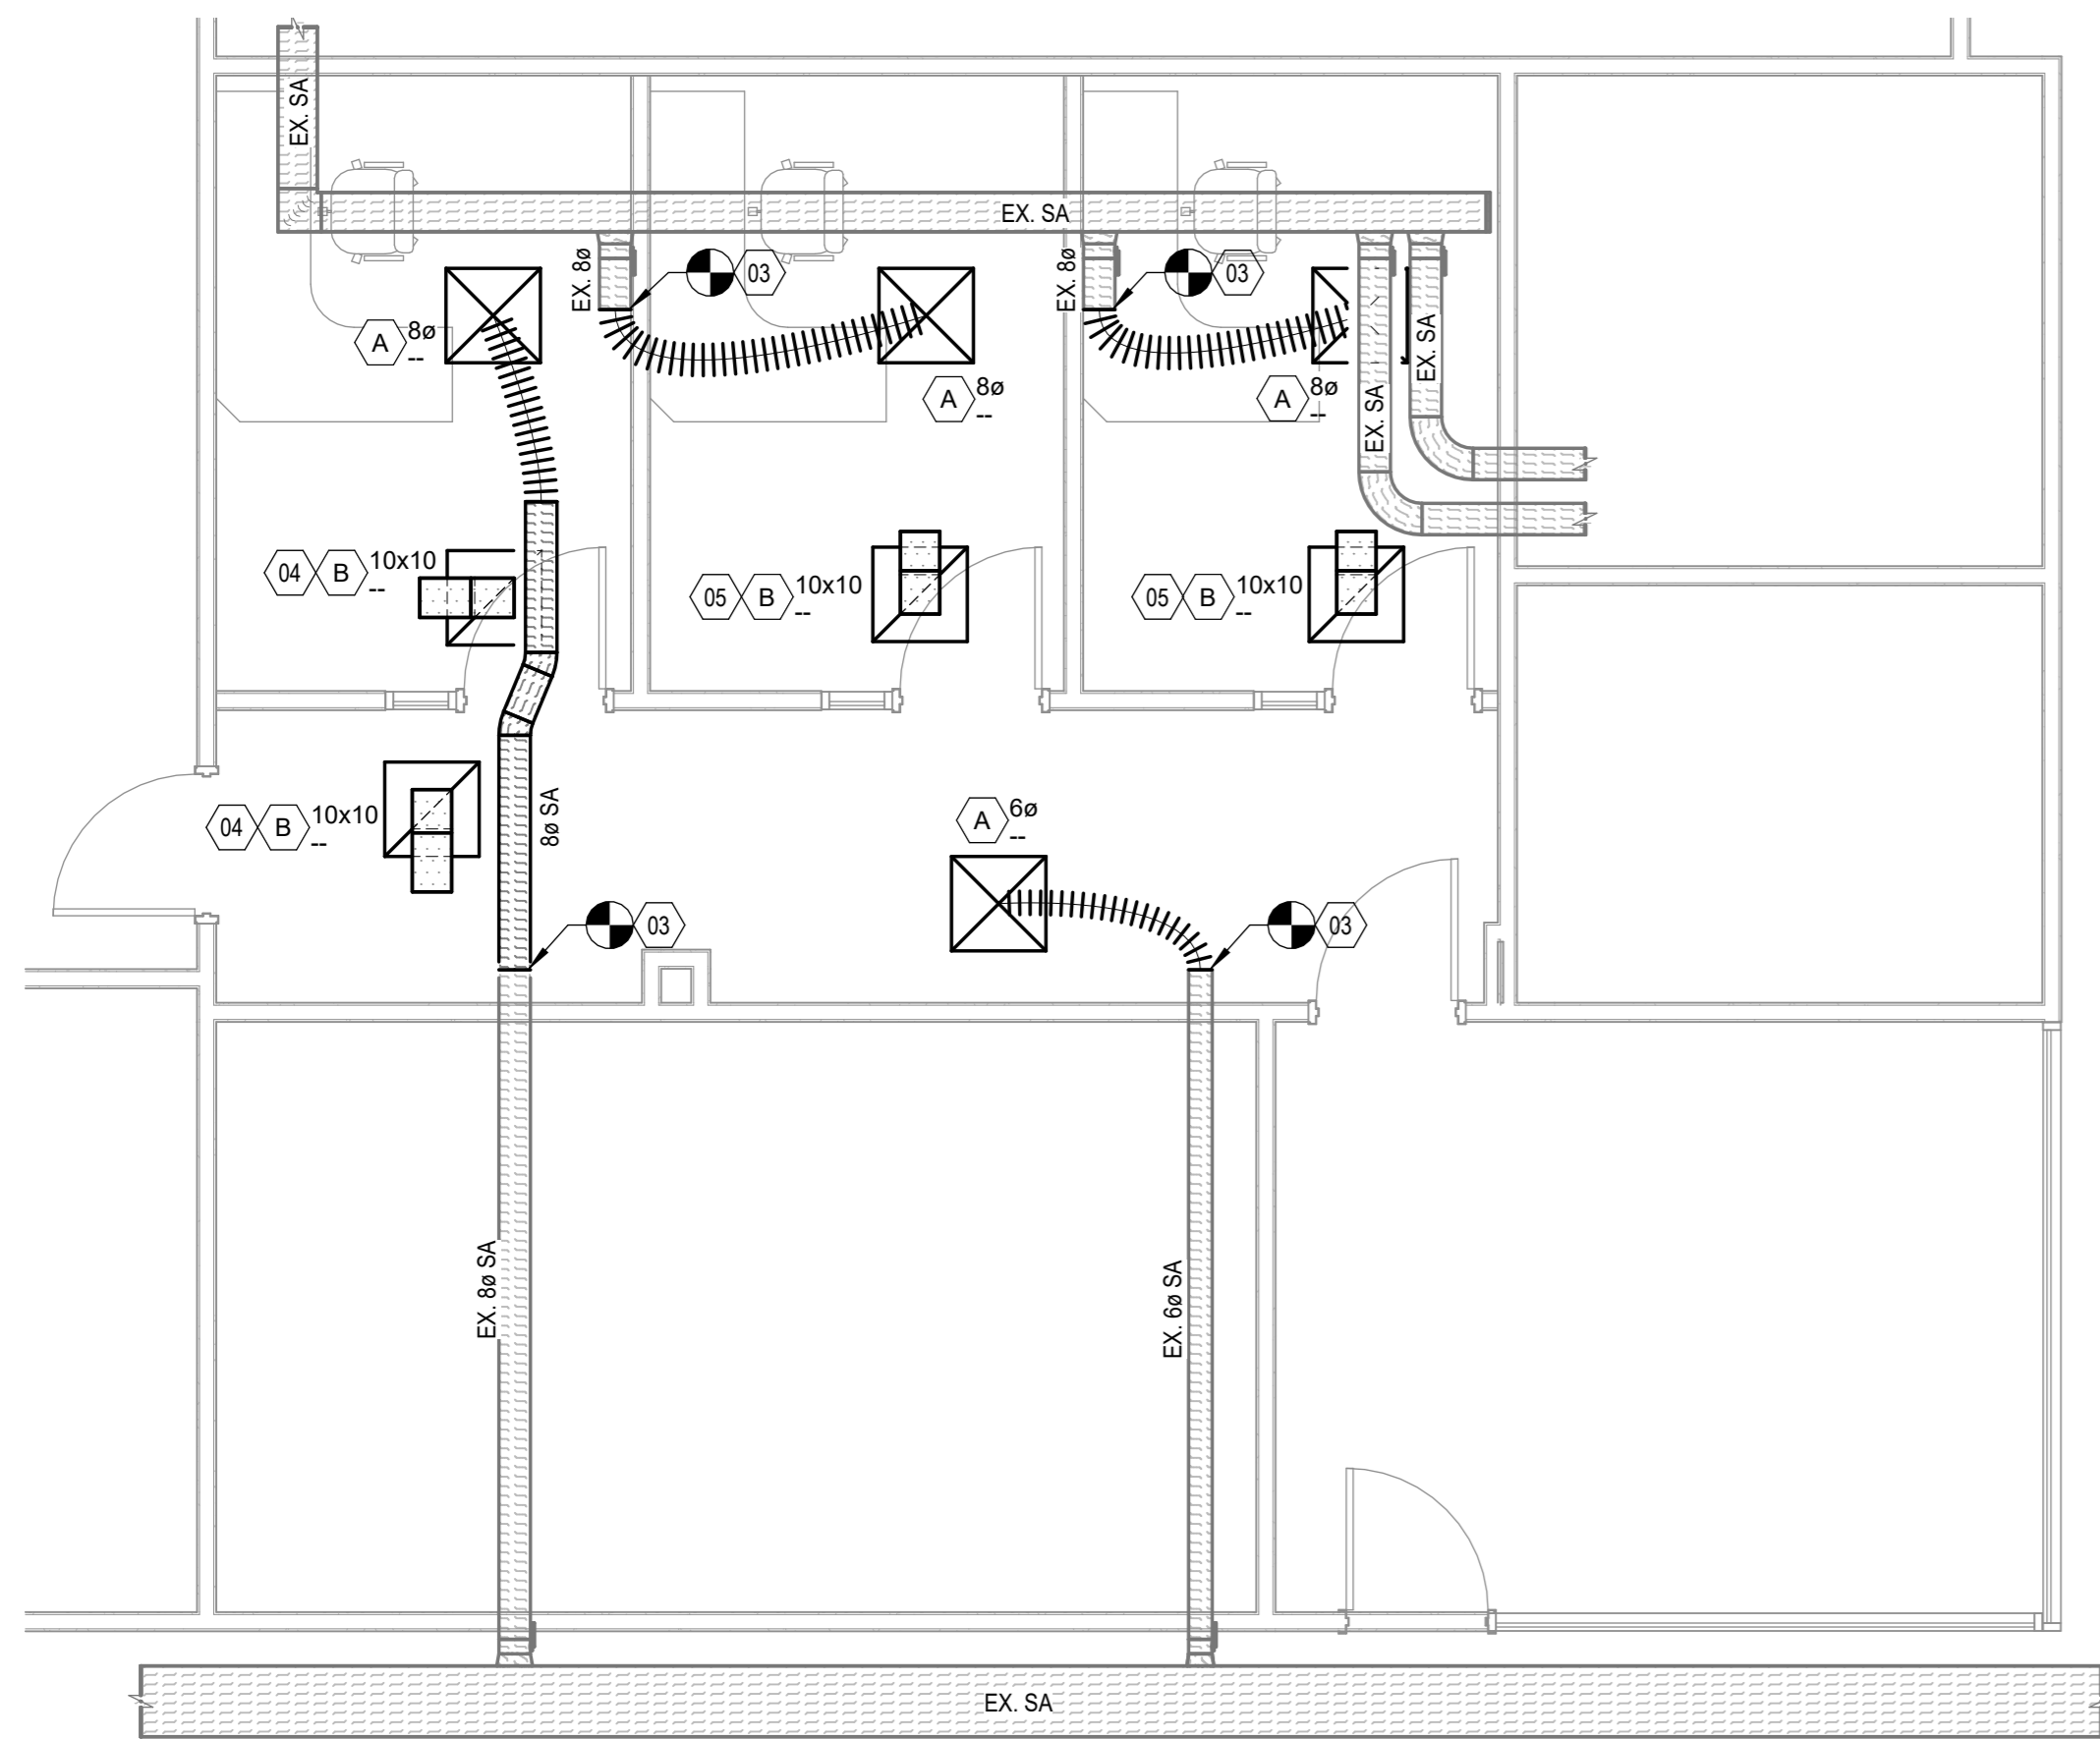 EX. SA
EX. SA
EX. 8ø
03
EX. 8ø
03
A 8ø
--
A 8ø
--
A 8ø
--
EX. SA
EX. SA
04 B 10x10
--
05 B 10x10
--
05 B 10x10
--
04 B 10x10
--
8ø SA
A 6ø
--
03
03
EX. 8ø SA
EX. 6ø SA
EX. SA